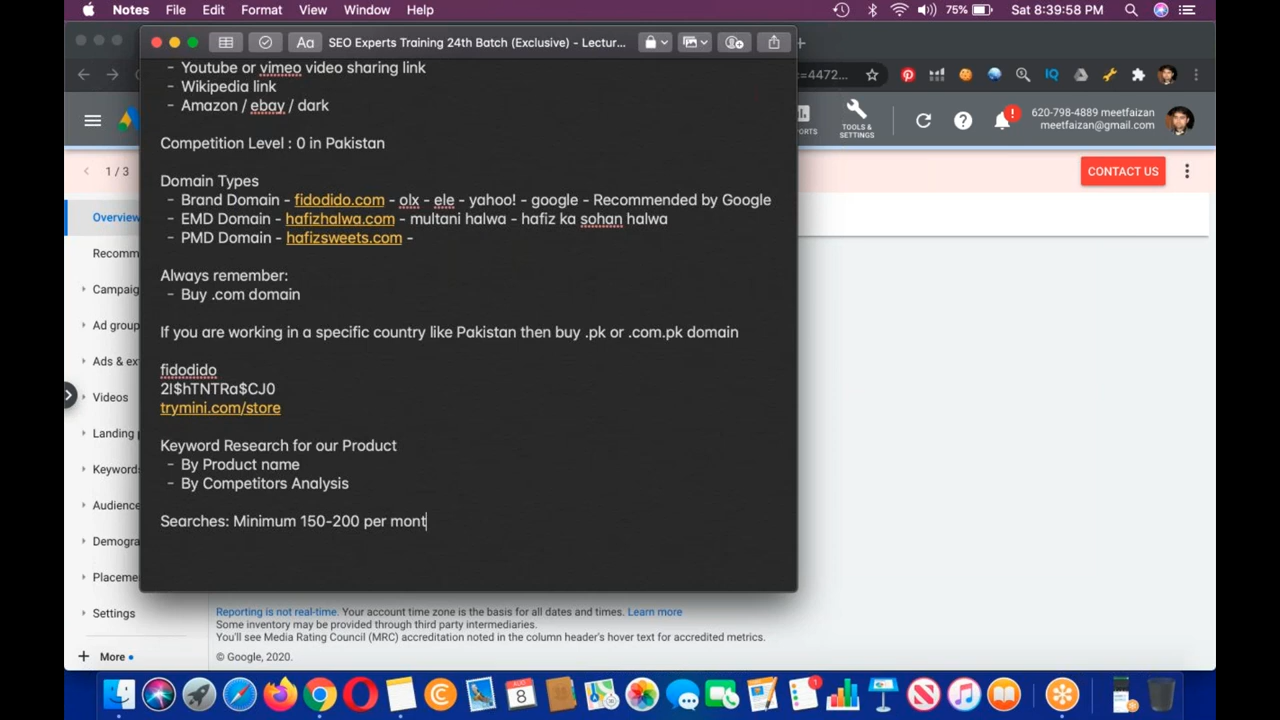 Notes File Edit Format View Window Help
75% Sat 8:39:58 PM
SEO Experts Training 24th Batch (Exclusive) - Lectur...
Aa
- Youtube or vimeo video sharing link
- Wikipedia link
- Amazon / ebay / dark
Competition Level : 0 in Pakistan
Domain Types
- Brand Domain - fidodido.com - olx - ele - yahoo! - google - Recommended by Google
- EMD Domain - hafizhalwa.com - multani halwa - hafiz ka sohan halwa
- PMD Domain - hafizsweets.com -
Always remember:
- Buy .com domain
If you are working in a specific country like Pakistan then buy .pk or .com.pk domain
fidodido
2I$hTNTRa$CJ0
trymini.com/store
Keyword Research for our Product
- By Product name
- By Competitors Analysis
Searches: Minimum 150-200 per mont
=4472...
IQ
PORTS
TOOLS &
SETTINGS
620-798-4889 meetfaizan
meetfaizan@gmail.com
1 / 3
CONTACT US
Overview
Recomm
Campaig
Ad group
Ads & ex
Videos
Landing p
Keywords
Audience
Demogra
Placeme
Settings
More
Reporting is not real-time. Your account time zone is the basis for all dates and times. Learn more
Some inventory may be provided through third party intermediaries.
You'll see Media Rating Council (MRC) accreditation noted in the column header's hover text for accredited metrics.
© Google, 2020.
AUG
8
1